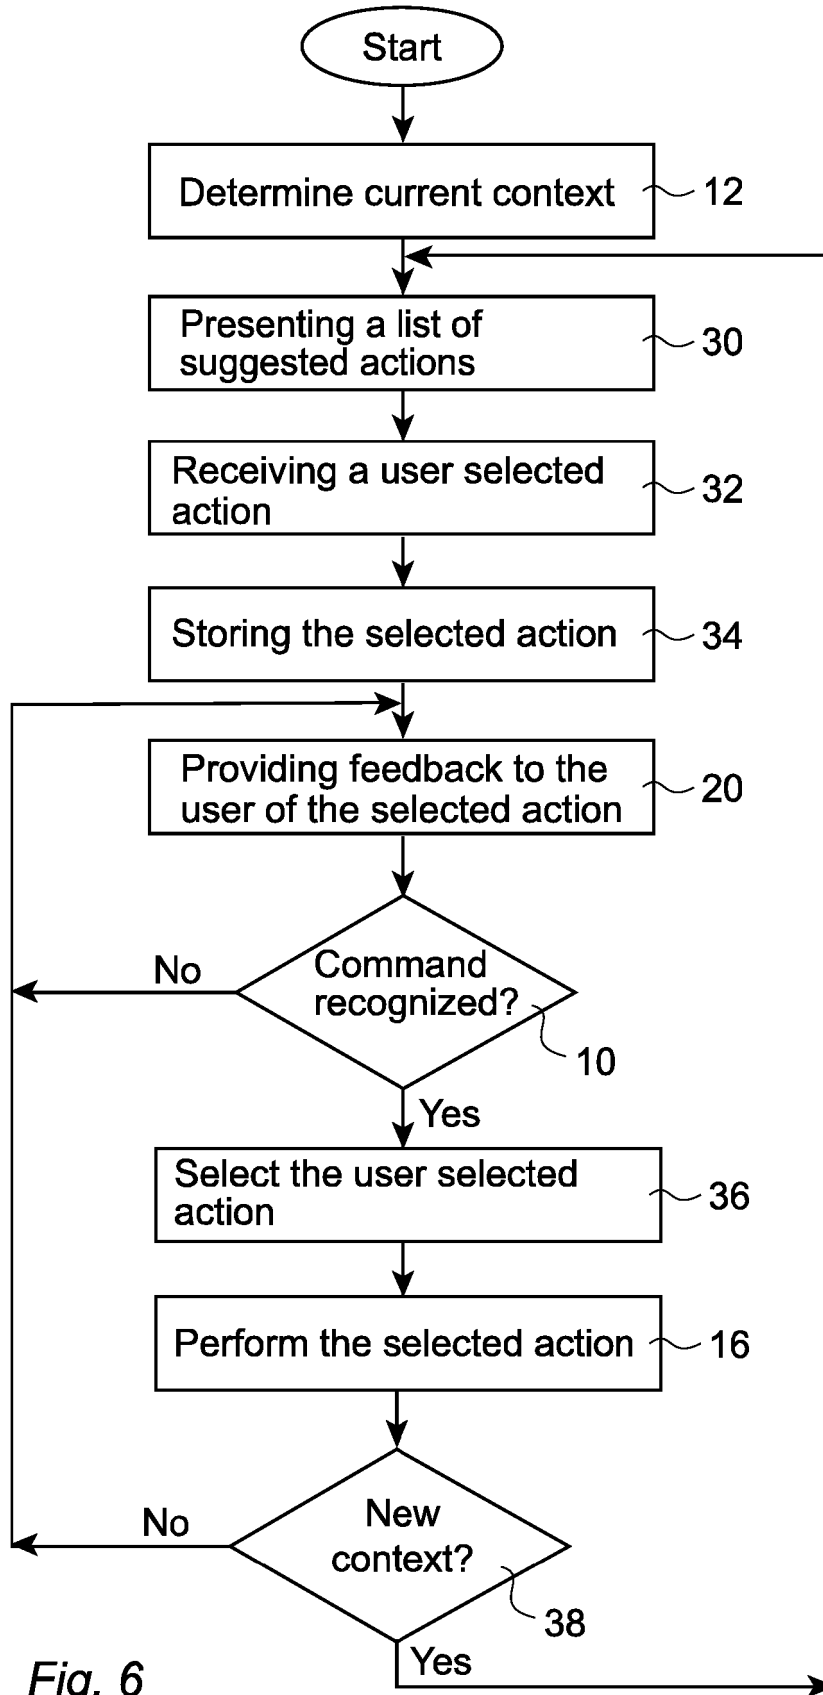 Start
Determine current context
12
Presenting a list of
suggested actions
30
Receiving a user selected
action
32
Storing the selected action
34
Providing feedback to the
user of the selected action
20
Command
recognized?
No
10
Yes
Select the user selected
action
36
Perform the selected action
16
New
context?
No
38
Yes
Fig. 6